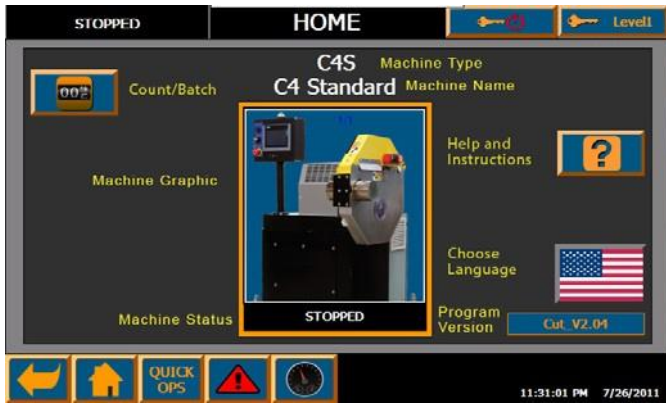 STOPPED
HOME
Level1
C4S Machine Type
C4 Standard Machine Name
Count/Batch
Help and
Instructions
Machine Graphic
Choose
Language
Machine Status
STOPPED
Program
Version
Cut_V2.04
QUICK
OPS
11:31:01 PM 7/26/2011